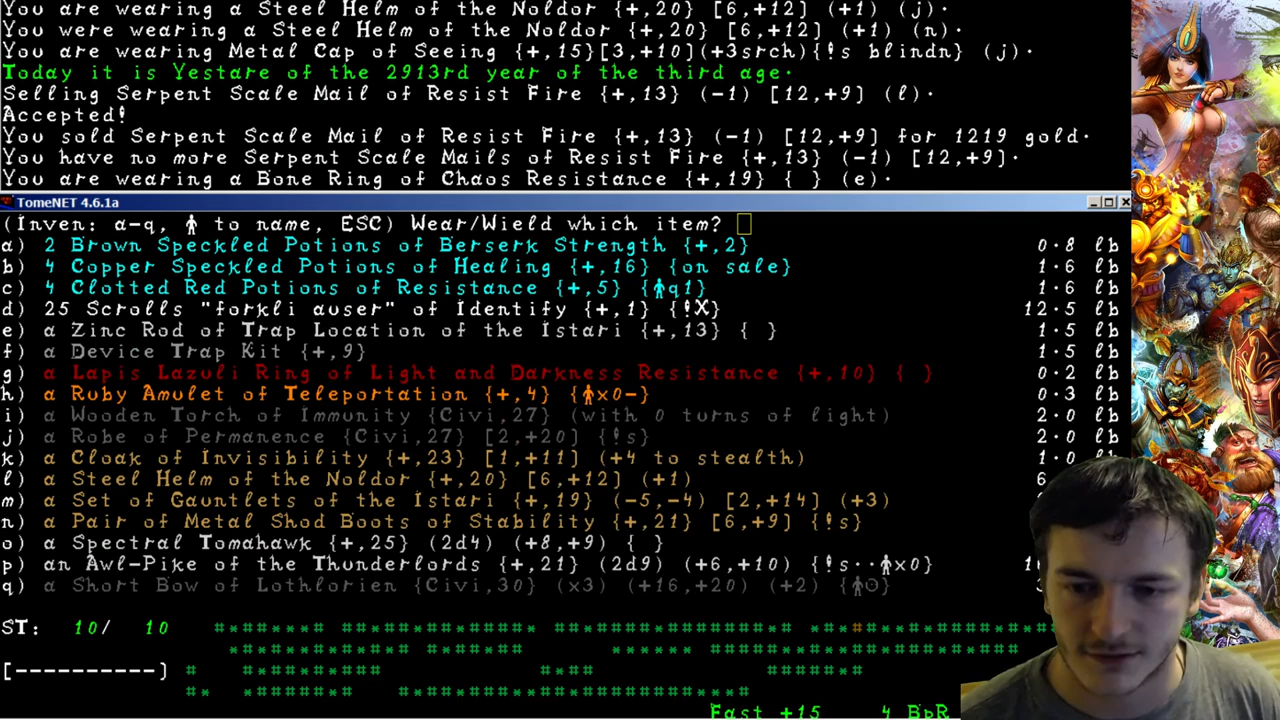 You are wearing a Steel Helm of the Noldor {+,20} [6,+12] (+1) (j).
You were wearing a Steel Helm of the Noldor {+,20} [6,+12] (+1) (n).
You are wearing Metal Cap of Seeing {+,15}[3,+10](+3srch){!s blindn} (j).
Today it is Yestare of the 2913rd year of the third age.
Selling Serpent Scale Mail of Resist Fire {+,13} (-1) [12,+9] (l).
Accepted!
You sold Serpent Scale Mail of Resist Fire {+,13} (-1) [12,+9] for 1219 gold.
You have no more Serpent Scale Mails of Resist Fire {+,13} (-1) [12,+9].
You are wearing a Bone Ring of Chaos Resistance {+,19} { } (e).
TomeNET 4.6.1a
(Inven: a-q, to name, ESC) Wear/Wield which item?
a) 2 Brown Speckled Potions of Berserk Strength {+,2} 0.8 lb
b) 4 Copper Speckled Potions of Healing {+,16} {on sale} 1.6 lb
c) 4 Clotted Red Potions of Resistance {+,5} {q1} 1.6 lb
d) 25 Scrolls "forkli auser" of Identify {+,1} {!X} 12.5 lb
e) a Zinc Rod of Trap Location of the Istari {+,13} { } 1.5 lb
f) a Device Trap Kit {+,9} 1.5 lb
g) a Lapis Lazuli Ring of Light and Darkness Resistance {+,10} { } 0.2 lb
h) a Ruby Amulet of Teleportation {+,4} {x0-} 0.3 lb
i) a Wooden Torch of Immunity {Civi,27} (with 0 turns of light) 2.0 lb
j) a Robe of Permanence {Civi,27} [2,+20] {!s} 2.0 lb
k) a Cloak of Invisibility {+,23} [1,+11] (+4 to stealth) 1.0 lb
l) a Steel Helm of the Noldor {+,20} [6,+12] (+1) 6
m) a Set of Gauntlets of the Istari {+,19} (-5,-4) [2,+14] (+3)
n) a Pair of Metal Shod Boots of Stability {+,21} [6,+9] {!s}
o) a Spectral Tomahawk {+,25} (2d4) (+8,+9) { }
p) an Awl-Pike of the Thunderlords {+,21} (2d9) (+6,+10) {!s..x0}
q) a Short Bow of Lothlorien {Civi,30} (x3) (+16,+20) (+2)
ST: 10/ 10
[----------]
Fast +15 4 BpR